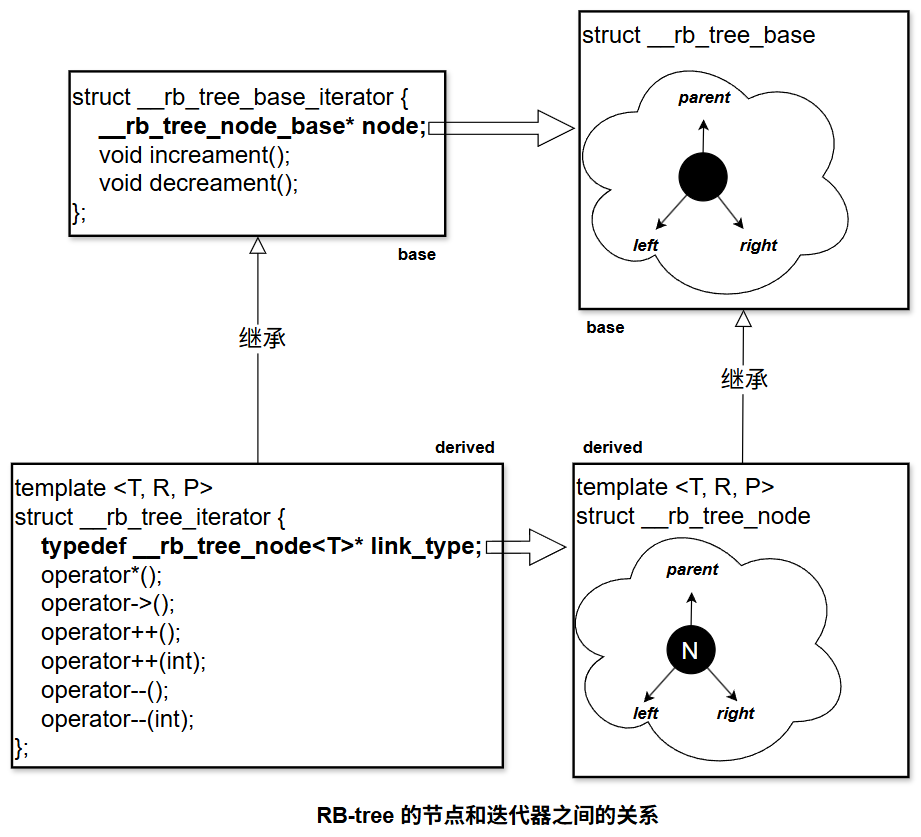 struct __rb_tree_base_iterator {
__rb_tree_node_base* node;
void increament();
void decreament();
};
base
struct __rb_tree_base
parent
left
right
base
继承
继承
derived
template <T, R, P>
struct __rb_tree_iterator {
typedef __rb_tree_node<T>* link_type;
operator*();
operator->();
operator++();
operator++(int);
operator--();
operator--(int);
};
derived
template <T, R, P>
struct __rb_tree_node
parent
N
left
right
RB-tree 的节点和迭代器之间的关系